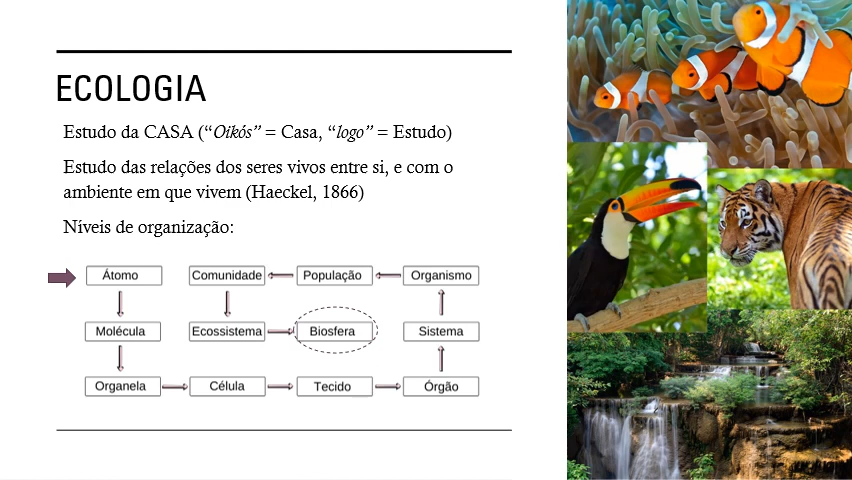 ECOLOGIA
Estudo da CASA (“Oikós” = Casa, “logo” = Estudo)
Estudo das relações dos seres vivos entre si, e com o
ambiente em que vivem (Haeckel, 1866)
Níveis de organização:
Átomo
Comunidade
População
Organismo
Molécula
Ecossistema
Biosfera
Sistema
Organela
Célula
Tecido
Órgão